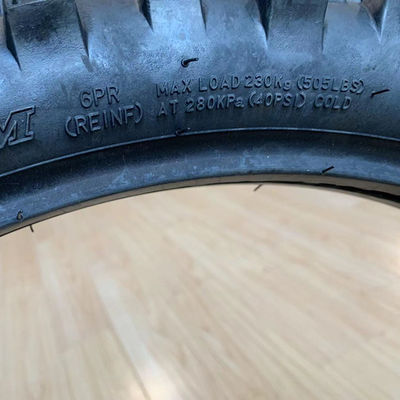 6PR
(REINF)
MAX LOAD 230Kg (505LBS)
AT 280KPa (40PSI) COLD